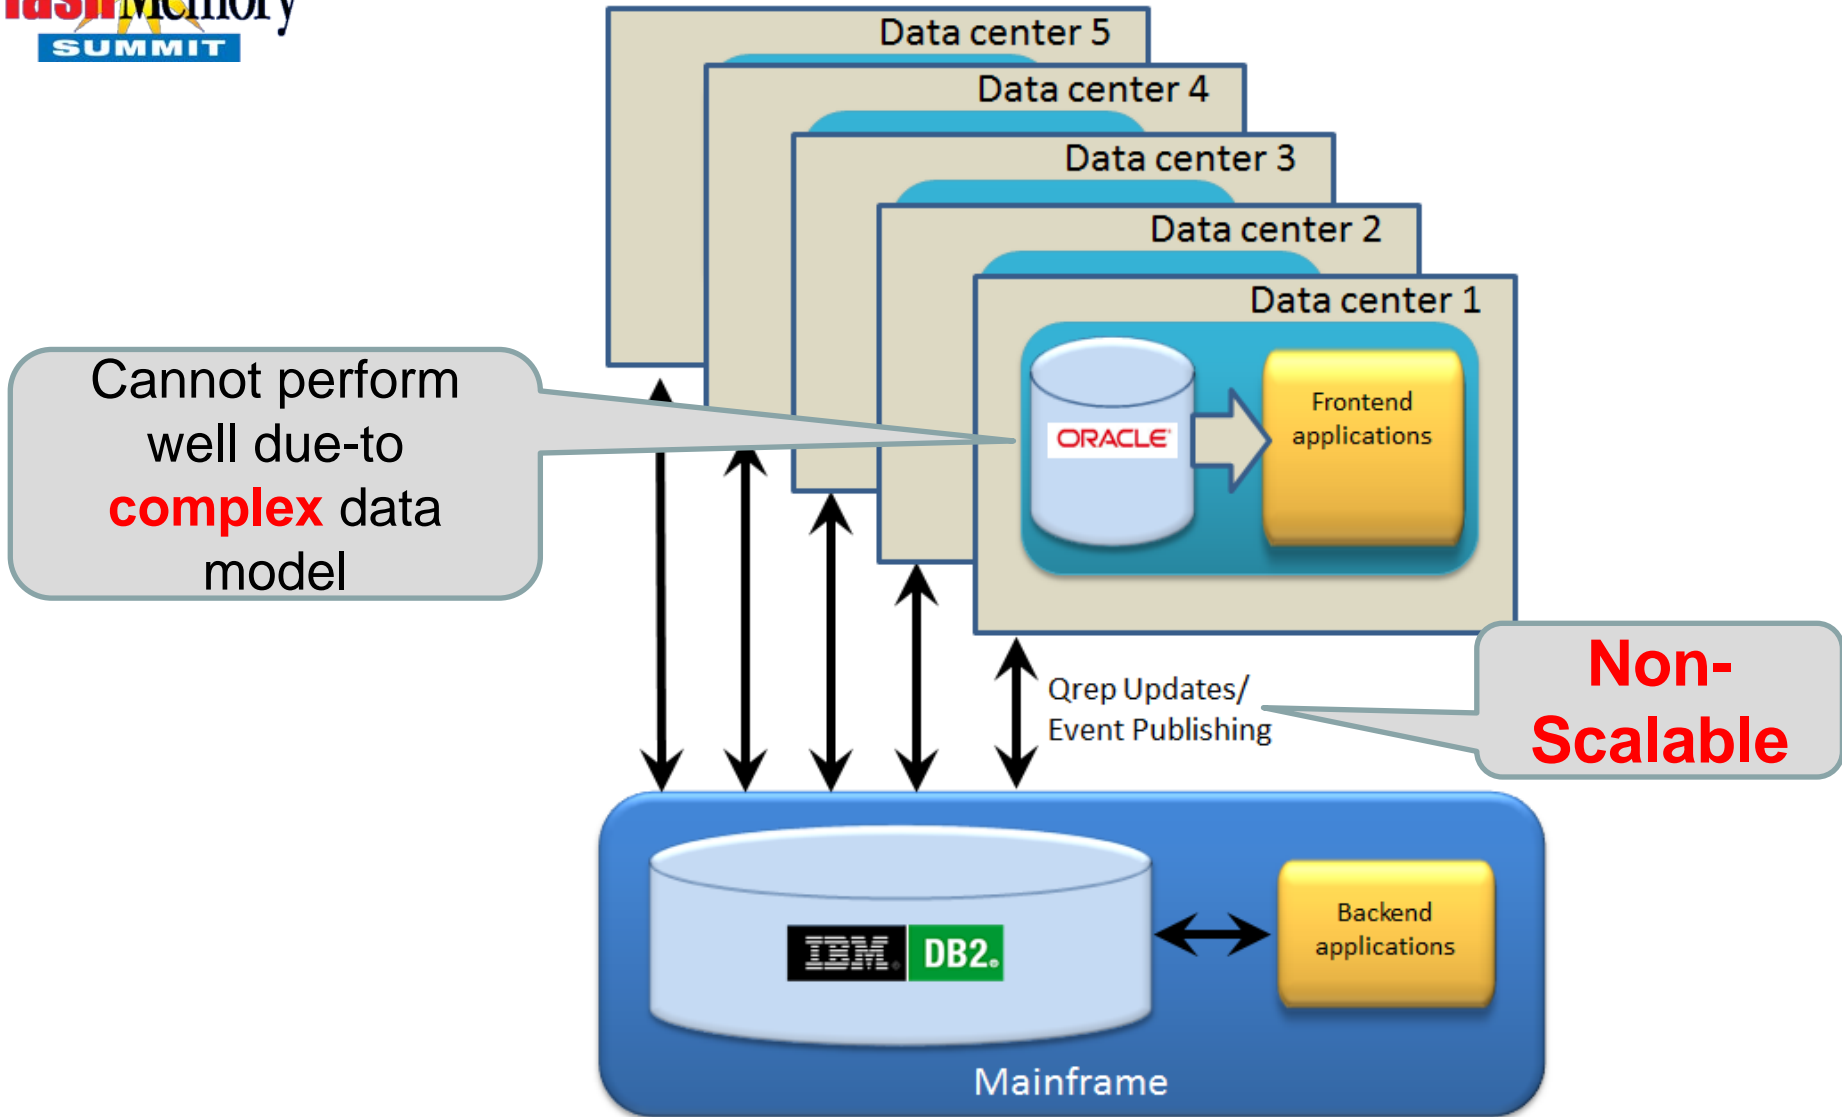 Memory
SUMMIT
Data center 5
Data center 4
Data center 3
Data center 2
Data center 1
Cannot perform
well due-to
complex data
model
ORACLE
Frontend
applications
Qrep Updates/
Event Publishing
Non-
Scalable
IBM DB2
Backend
applications
Mainframe